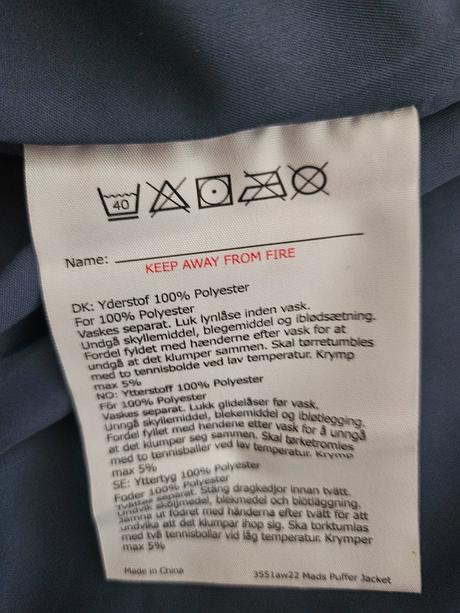 40
Name:
KEEP AWAY FROM FIRE
DK: Yderstof 100% Polyester
For 100% Polyester
Vaskes separat. Luk lynlåse inden vask.
Undgå skyllemiddel, blegemiddel og iblødsætning.
Fordel fyldet med hænderne efter vask for at
undgå at det klumper sammen. Skal tørretumbles
med to tennisbolde ved lav temperatur. Krymp
max 5%
NO: Ytterstoff 100% Polyester
Fôr 100% Polyester
Vaskes separat. Lukk glidelåser før vask.
Unngå skyllemiddel, blekemiddel og ibløtlegging.
Fordel fyllet med hendene etter vask for å unngå
at det klumper seg sammen. Skal tørketromles
med to tennisballer ved lav temperatur. Krymp
max 5%
SE: Yttertyg 100% Polyester
Foder 100% Polyester
Tvättas separat. Stäng dragkedjor innan tvätt.
Undvik sköljmedel, blekmedel och blötläggning.
Jämna ut fodret med händerna efter tvätt för att
undvika att det klumpar ihop sig. Ska torktumlas
med två tennisbollar vid låg temperatur. Krymper
max 5%
Made in China
3551aw22 Mads Puffer Jacket